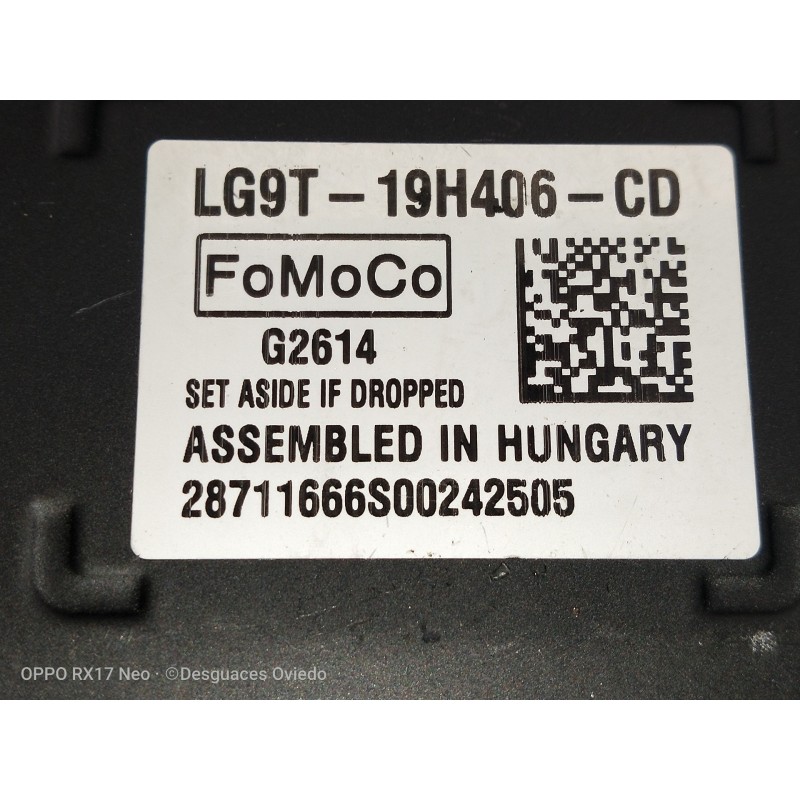 LG9T-19H406-CD
FoMoCo
G2614
SET ASIDE IF DROPPED
ASSEMBLED IN HUNGARY
28711666S00242505
OPPO RX17 Neo · ©Desguaces Oviedo